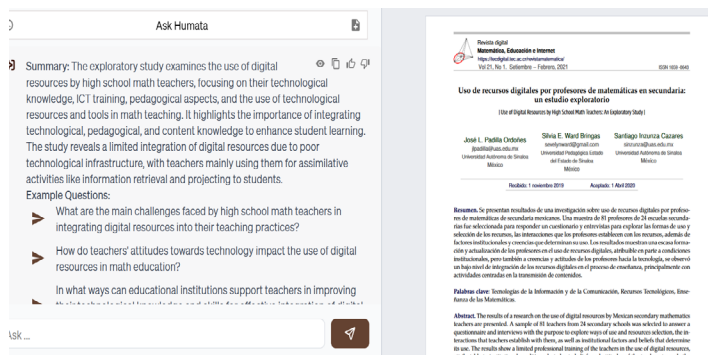 Ask Humata
Summary: The exploratory study examines the use of digital
resources by high school math teachers, focusing on their technological
knowledge, ICT training, pedagogical aspects, and the use of technological
resources and tools in math teaching. It highlights the importance of integrating
technological, pedagogical, and content knowledge to enhance student learning.
The study reveals a limited integration of digital resources due to poor
technological infrastructure, with teachers mainly using them for assimilative
activities like information retrieval and projecting to students.
Example Questions:
What are the main challenges faced by high school math teachers in
integrating digital resources into their teaching practices?
How do teachers' attitudes towards technology impact the use of digital
resources in math education?
In what ways can educational institutions support teachers in improving
Ask ...
Revista digital
Matemática, Educación e Internet
https://tecdigital.tec.ac.cr/revistamatematica/
Vol 21, No 1. Setiembre – Febrero, 2021
ISSN 1659 -0643
Uso de recursos digitales por profesores de matemáticas en secundaria:
un estudio exploratorio
| Use of Digital Resources by High School Math Teachers: An Exploratory Study |
José L. Padilla Ordoñes
jlpadilla@uas.edu.mx
Universidad Autónoma de Sinaloa
México
Silvia E. Ward Bringas
sevelynward@gmail.com
Universidad Pedagógica Estado
del Estado de Sinaloa
México
Santiago Inzunza Cazares
sinzunza@uas.edu.mx
Universidad Autónoma de Sinaloa
México
Recibido: 1 noviembre 2019
Aceptado: 1 Abril 2020
Resumen. Se presentan resultados de una investigación sobre uso de recursos digitales por profeso-
res de matemáticas de secundaria mexicanos. Una muestra de 81 profesores de 24 escuelas secunda-
rias fue seleccionada para responder un cuestionario y entrevistas para explorar las formas de uso y
selección de los recursos, las interacciones que los profesores establecen con los recursos, además de
factores institucionales y creencias que determinan su uso. Los resultados muestran una escasa forma-
ción y actualización de los profesores en el uso de recursos digitales, atribuible en parte a condiciones
institucionales, pero también a creencias y actitudes de los profesores hacia la tecnología, se observó
un bajo nivel de integración de los recursos digitales en el proceso de enseñanza, principalmente con
actividades centradas en la transmisión de contenidos.
Palabras clave: Tecnologías de la Información y de la Comunicación, Recursos Tecnológicos, Ense-
ñanza de las Matemáticas.
Abstract. The results of a research on the use of digital resources by Mexican secondary mathematics
teachers are presented. A sample of 81 teachers from 24 secondary schools was selected to answer a
questionnaire and interviews with the purpose to explore ways of use and resources selection, the in-
teractions that teachers establish with them, as well as institutional factors and beliefs that determine
its use. The results show a limited professional training of the teachers in the use of digital resources,